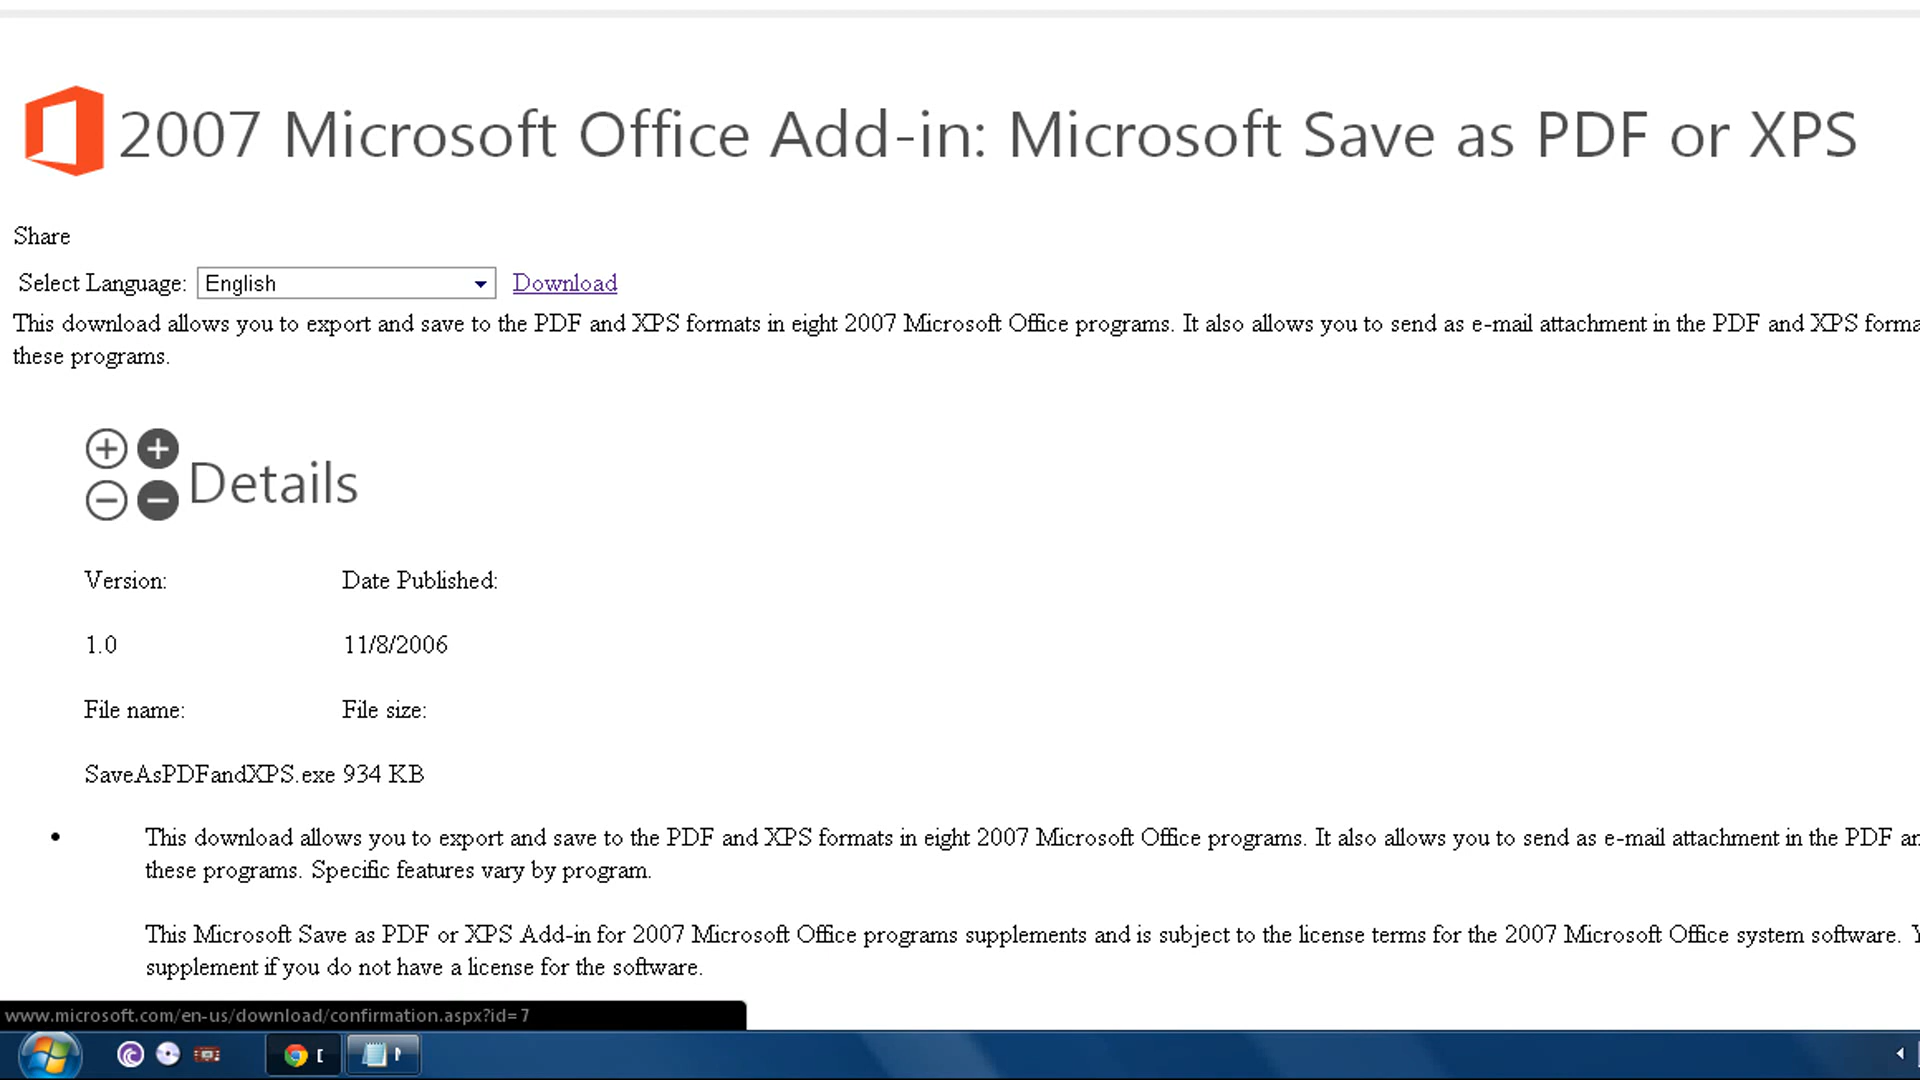 2007 Microsoft Office Add-in: Microsoft Save as PDF or XPS
Share
Select Language: English Download
This download allows you to export and save to the PDF and XPS formats in eight 2007 Microsoft Office programs. It also allows you to send as e-mail attachment in the PDF and XPS forma
these programs.
Details
Version: Date Published:
1.0 11/8/2006
File name: File size:
SaveAsPDFandXPS.exe 934 KB
This download allows you to export and save to the PDF and XPS formats in eight 2007 Microsoft Office programs. It also allows you to send as e-mail attachment in the PDF an
these programs. Specific features vary by program.
This Microsoft Save as PDF or XPS Add-in for 2007 Microsoft Office programs supplements and is subject to the license terms for the 2007 Microsoft Office system software. Y
supplement if you do not have a license for the software.
www.microsoft.com/en-us/download/confirmation.aspx?id=7